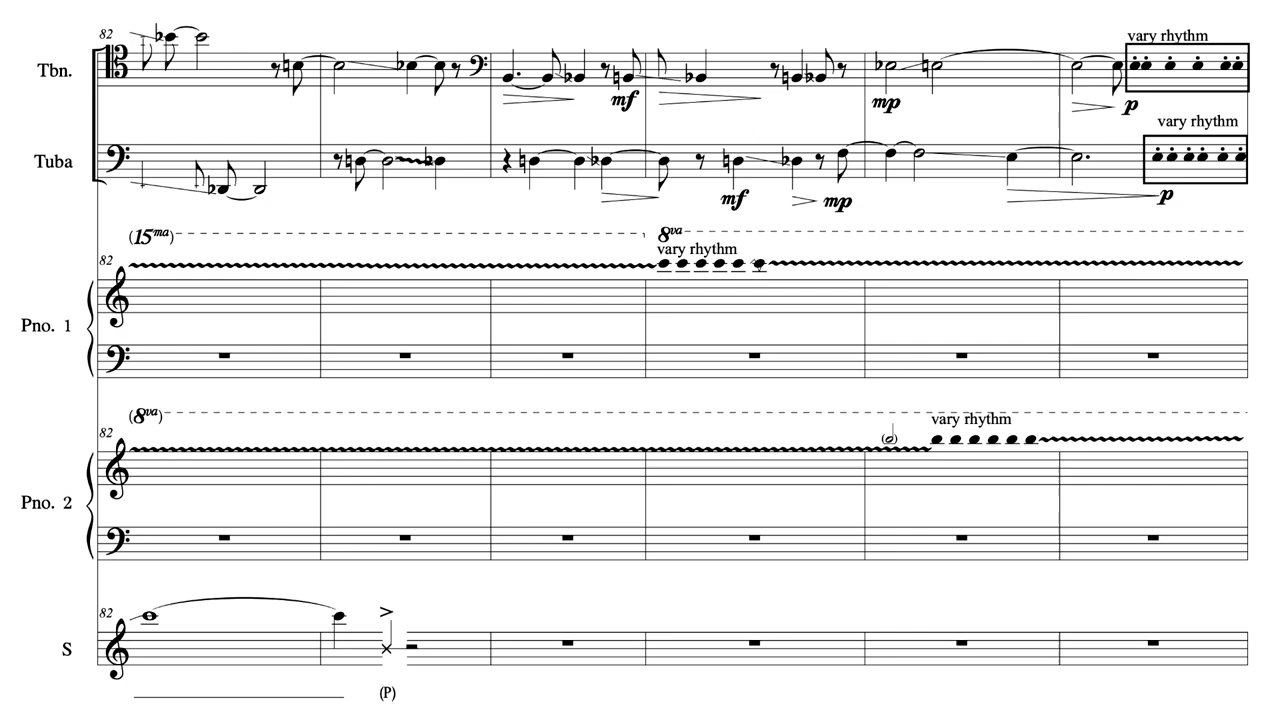 82
Tbn.
mf
mp
p
vary rhythm
Tuba
mf
mp
p
vary rhythm
(15ma)
8va
82
vary rhythm
Pno. 1
(8va)
82
vary rhythm
Pno. 2
82
S
(P)